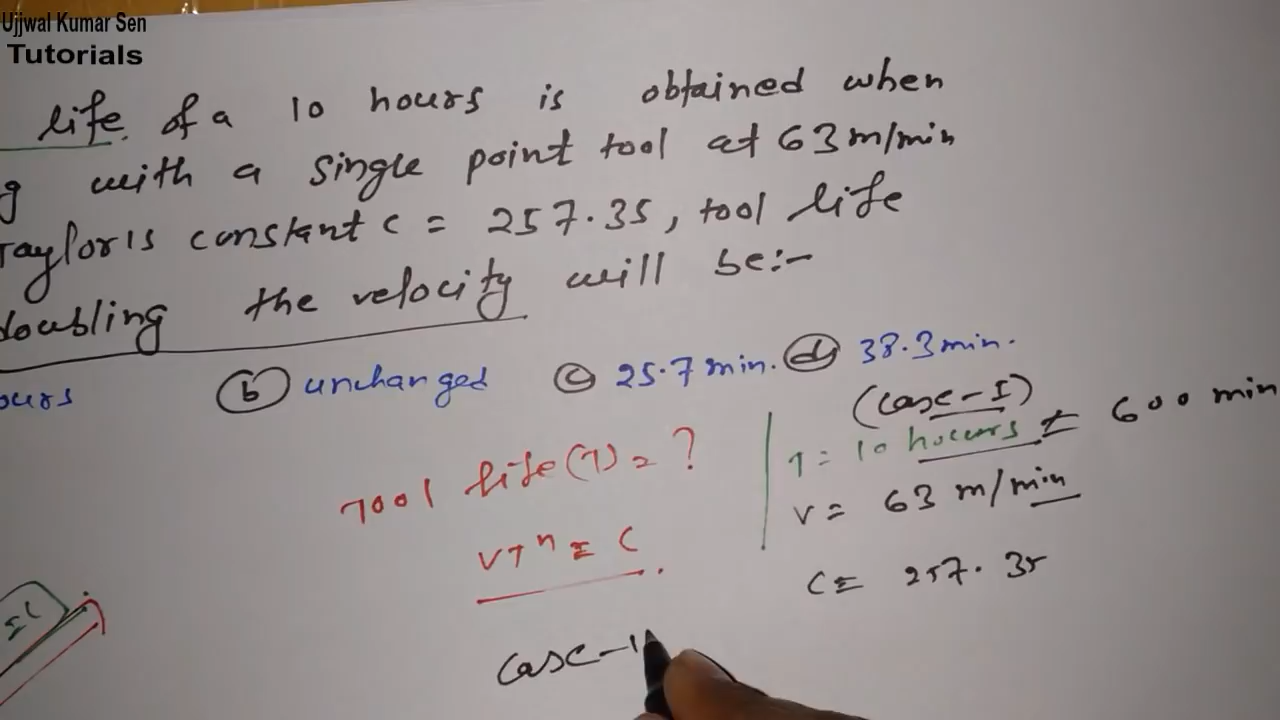 Ujjwal Kumar Sen
Tutorials
life of a 10 hours is obtained when
g with a single point tool at 63 m/min
Taylor's constant C = 257.35, tool life
doubling the velocity will be:-
ours (b) unchanged (c) 25.7 min. (d) 38.3 min.
(case-I)
T = 10 hours = 600 min
Tool life (T) = ?
V = 63 m/min
VT^n = C
C = 257.35
= C
case-1